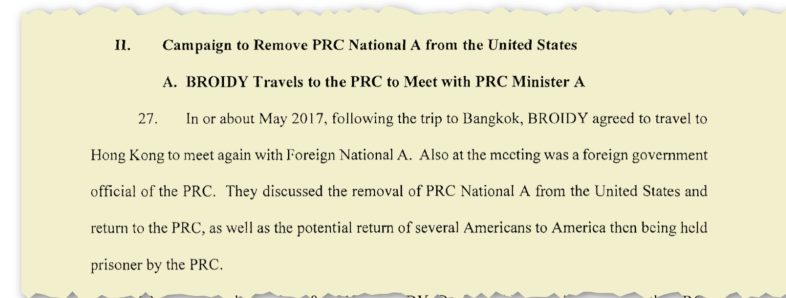 II. Campaign to Remove PRC National A from the United States
A. BROIDY Travels to the PRC to Meet with PRC Minister A
27. In or about May 2017, following the trip to Bangkok, BROIDY agreed to travel to
Hong Kong to meet again with Foreign National A. Also at the meeting was a foreign government
official of the PRC. They discussed the removal of PRC National A from the United States and
return to the PRC, as well as the potential return of several Americans to America then being held
prisoner by the PRC.